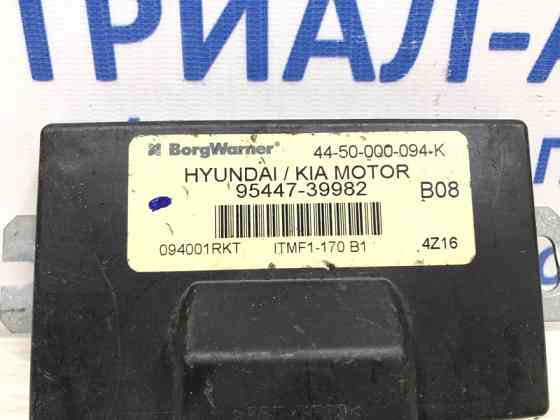 ТРИАЛ-А
BorgWarner 44-50-000-094-K
HYUNDAI / KIA MOTOR
95447-39982 B08
094001RKT ITMF1-170 B1 4Z16